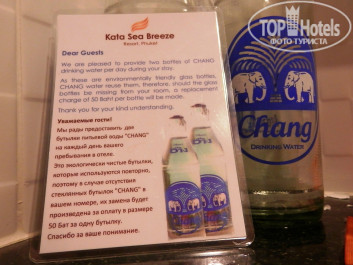 Kata Sea Breeze
Resort, Phuket
Dear Guests
We are pleased to provide two bottles of CHANG
drinking water per day during your stay.
As these are environmentally friendly glass bottles,
CHANG water reuse them, therefore, should the glass
bottles be missing from your room, a replacement
charge of 50 Baht per bottle will be made.
Thank you for your kind understanding.
Уважаемые гости!
Мы рады предоставить две
бутылки питьевой воды "CHANG"
на каждый день вашего
пребывания в отеле.
Это экологически чистые бутылки,
которые используются повторно,
поэтому в случае отсутствия
стеклянных бутылок "CHANG" в
вашем номере, их замена будет
произведена за оплату в размере
50 Бат за одну бутылку.
Спасибо за ваше понимание.
Chang
DRINKING WATER
TopHotels
ФОТО ТУРИСТА